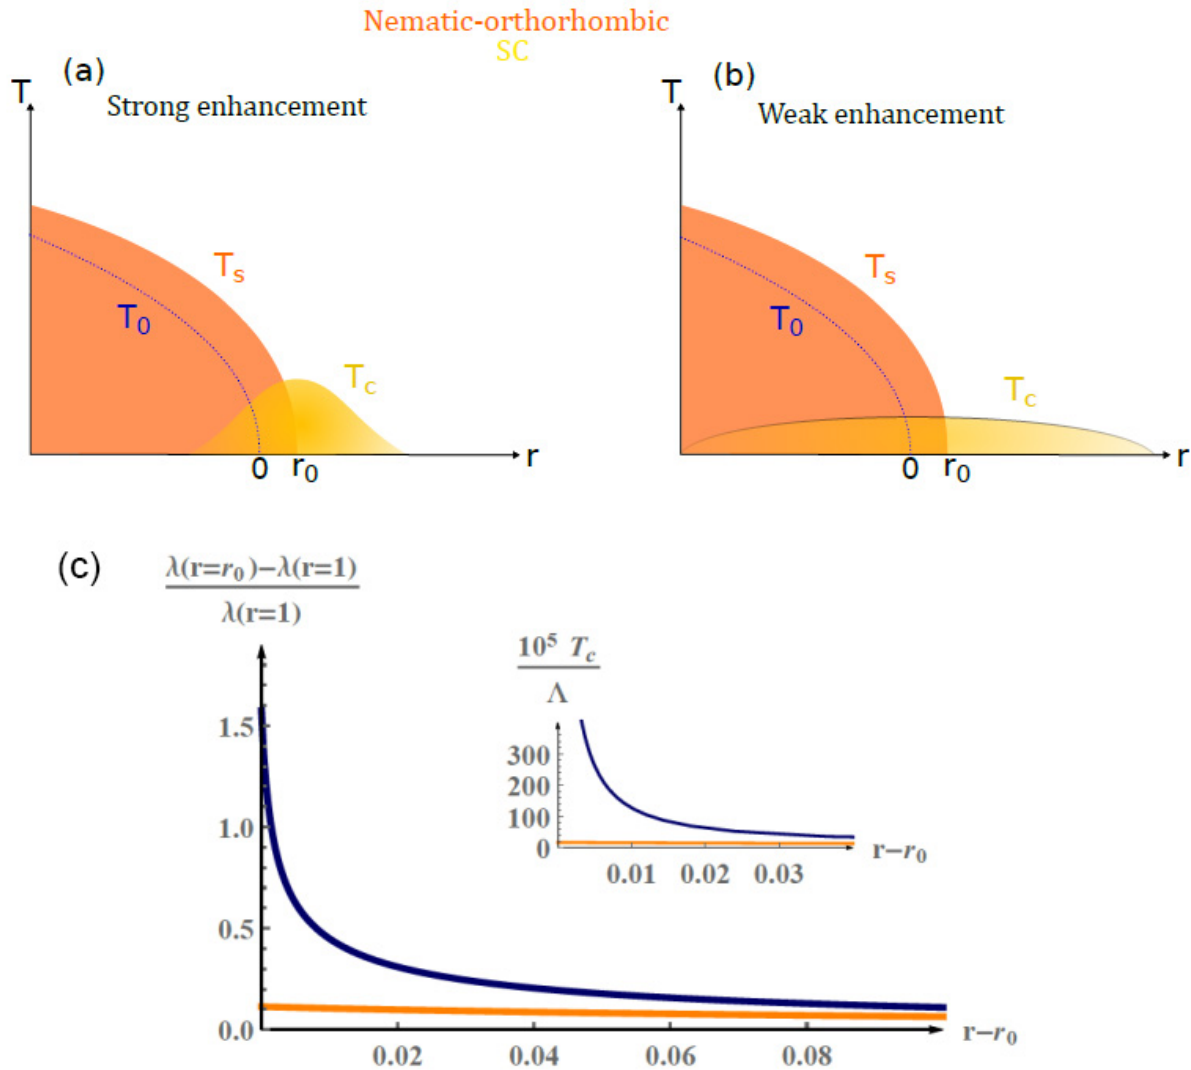 Nematic-orthorhombic
SC
(a)
T
Strong enhancement
T_s
T_0
T_c
0 r_0 r
(b)
T
Weak enhancement
T_s
T_0
T_c
0 r_0 r
(c)
λ(r=r_0)−λ(r=1)
λ(r=1)
1.5
1.0
0.5
0.0
0.02 0.04 0.06 0.08
r−r_0
10^5 T_c
Λ
300
200
100
0
0.01 0.02 0.03
r−r_0